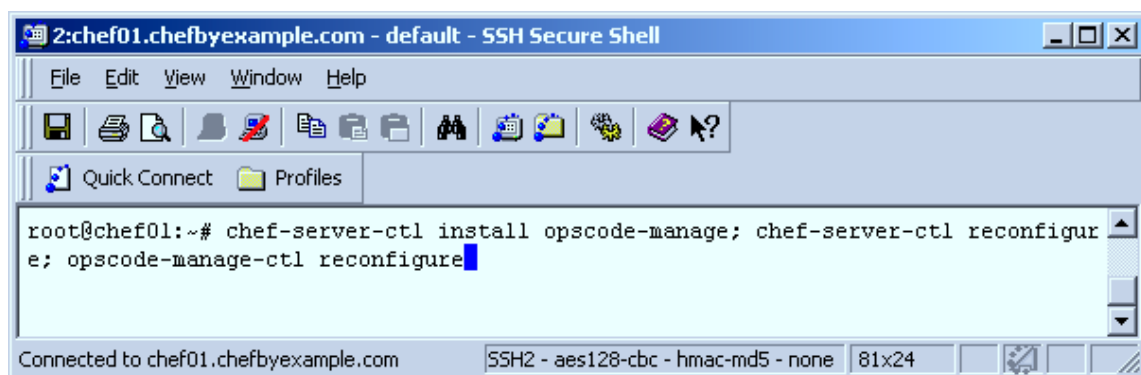 2:chef01.chefbyexample.com - default - SSH Secure Shell
File Edit View Window Help
Quick Connect Profiles
root@chef01:~# chef-server-ctl install opscode-manage; chef-server-ctl reconfigur
e; opscode-manage-ctl reconfigure
Connected to chef01.chefbyexample.com SSH2 - aes128-cbc - hmac-md5 - none 81x24